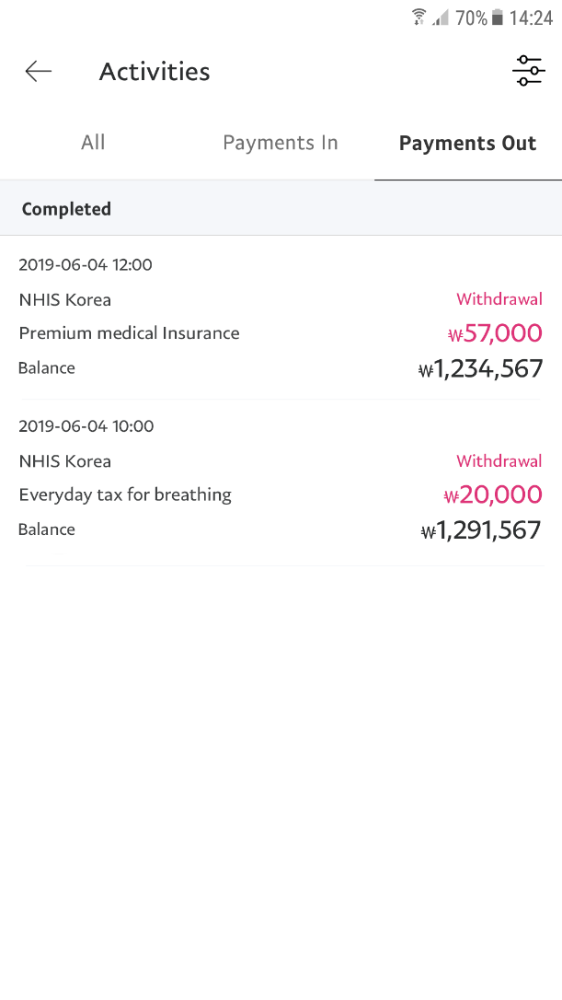 70% 14:24
Activities
All Payments In Payments Out
Completed
2019-06-04 12:00
NHIS Korea Withdrawal
Premium medical Insurance ₩57,000
Balance ₩1,234,567
2019-06-04 10:00
NHIS Korea Withdrawal
Everyday tax for breathing ₩20,000
Balance ₩1,291,567